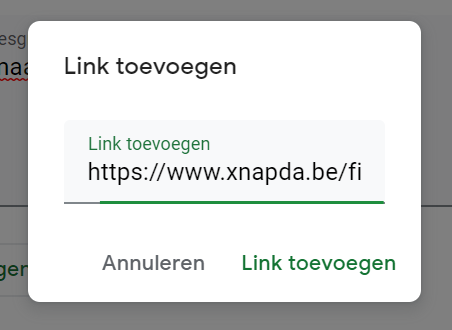 Link toevoegen
Link toevoegen
https://www.xnapda.be/fi
Annuleren Link toevoegen